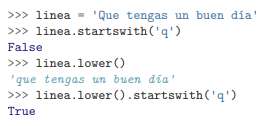 >>> linea = 'Que tengas un buen día'
>>> linea.startswith('q')
False
>>> linea.lower()
'que tengas un buen día'
>>> linea.lower().startswith('q')
True